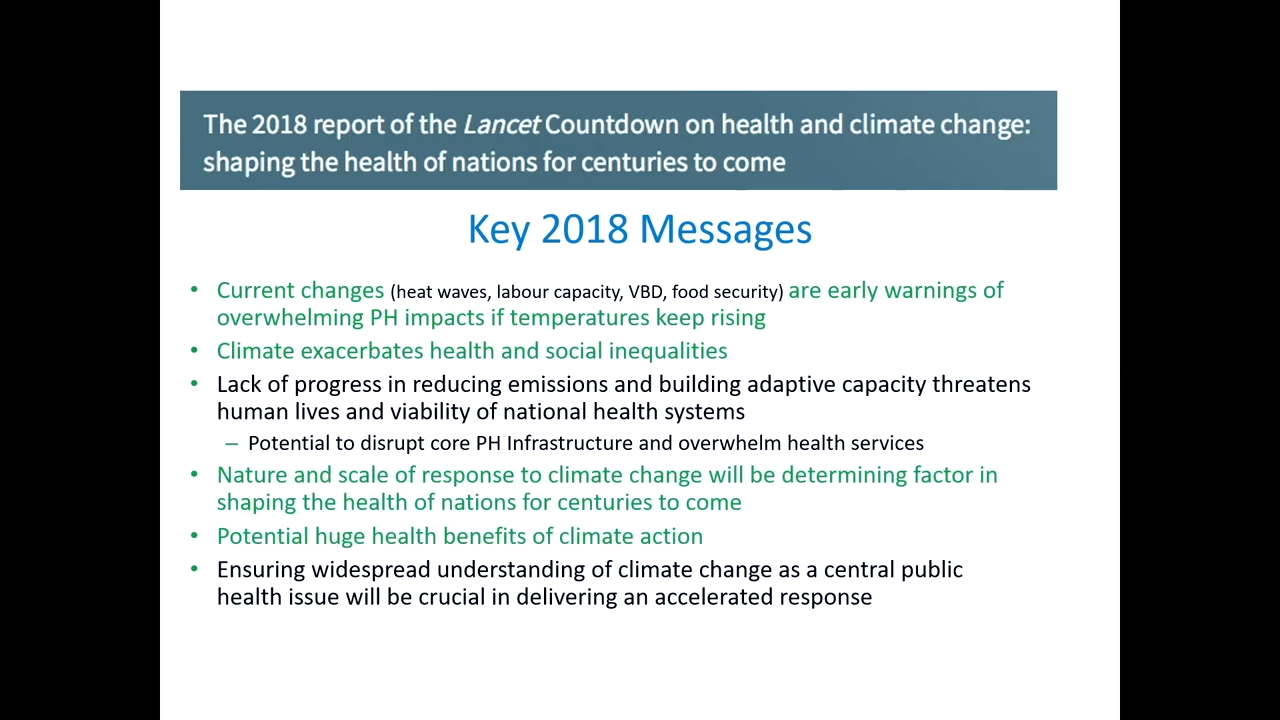 The 2018 report of the Lancet Countdown on health and climate change:
shaping the health of nations for centuries to come
Key 2018 Messages
• Current changes (heat waves, labour capacity, VBD, food security) are early warnings of
overwhelming PH impacts if temperatures keep rising
• Climate exacerbates health and social inequalities
• Lack of progress in reducing emissions and building adaptive capacity threatens
human lives and viability of national health systems
– Potential to disrupt core PH Infrastructure and overwhelm health services
• Nature and scale of response to climate change will be determining factor in
shaping the health of nations for centuries to come
• Potential huge health benefits of climate action
• Ensuring widespread understanding of climate change as a central public
health issue will be crucial in delivering an accelerated response